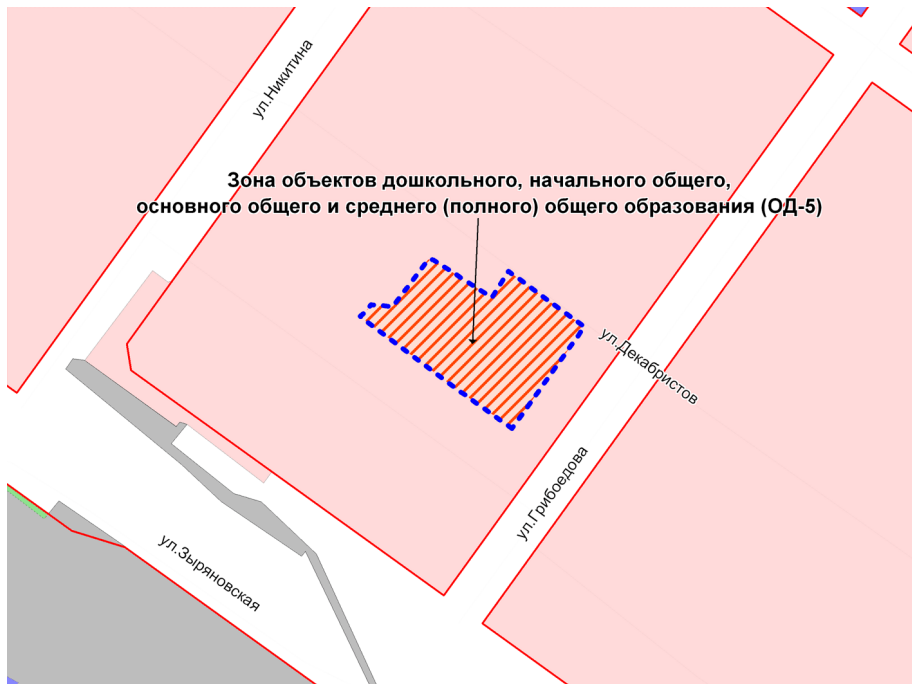 ул.Никитина
Зона объектов дошкольного, начального общего,
основного общего и среднего (полного) общего образования (ОД-5)
ул.Декабристов
ул.Грибоедова
ул.Зыряновская